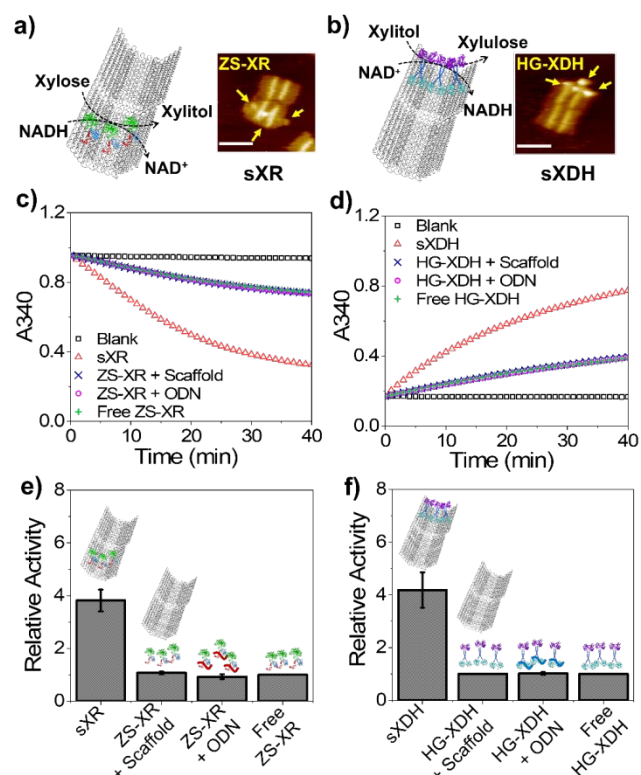 a)
Xylose
NADH
Xylitol
NAD⁺
ZS-XR
sXR
b)
Xylitol
NAD⁺
Xylulose
NADH
HG-XDH
sXDH
c)
1.2
0.8
0.4
0.0
A340
Blank
sXR
ZS-XR + Scaffold
ZS-XR + ODN
Free ZS-XR
0 10 20 30 40
Time (min)
d)
1.2
0.8
0.4
0.0
A340
Blank
sXDH
HG-XDH + Scaffold
HG-XDH + ODN
Free HG-XDH
0 10 20 30 40
Time (min)
e)
8
6
4
2
0
Relative Activity
sXR
ZS-XR
+ Scaffold
ZS-XR
+ ODN
Free
ZS-XR
f)
8
6
4
2
0
Relative Activity
sXDH
HG-XDH
+ Scaffold
HG-XDH
+ ODN
Free
HG-XDH